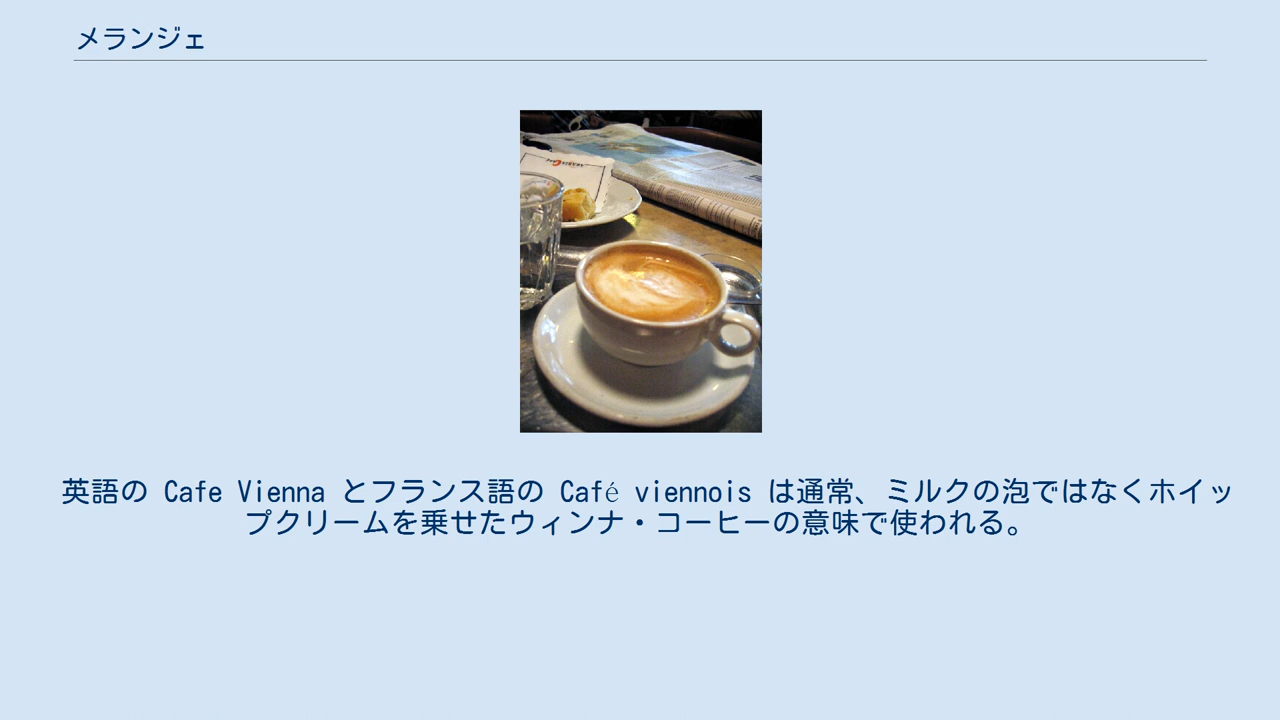 メランジェ
英語の Cafe Vienna とフランス語の Café viennois は通常、ミルクの泡ではなくホイッ
プクリームを乗せたウィンナ・コーヒーの意味で使われる。